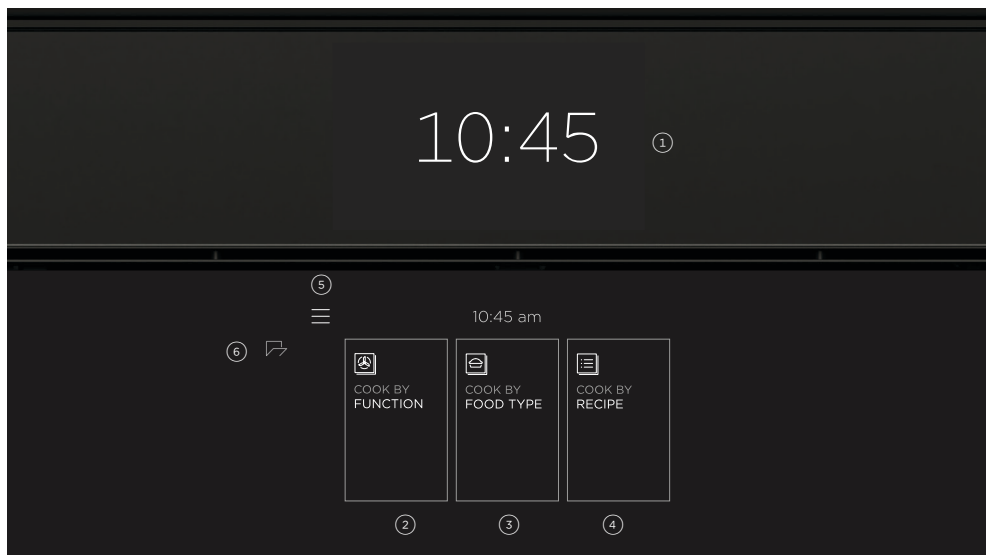 10:45
1
5
10:45 am
6
COOK BY
FUNCTION
COOK BY
FOOD TYPE
COOK BY
RECIPE
2
3
4